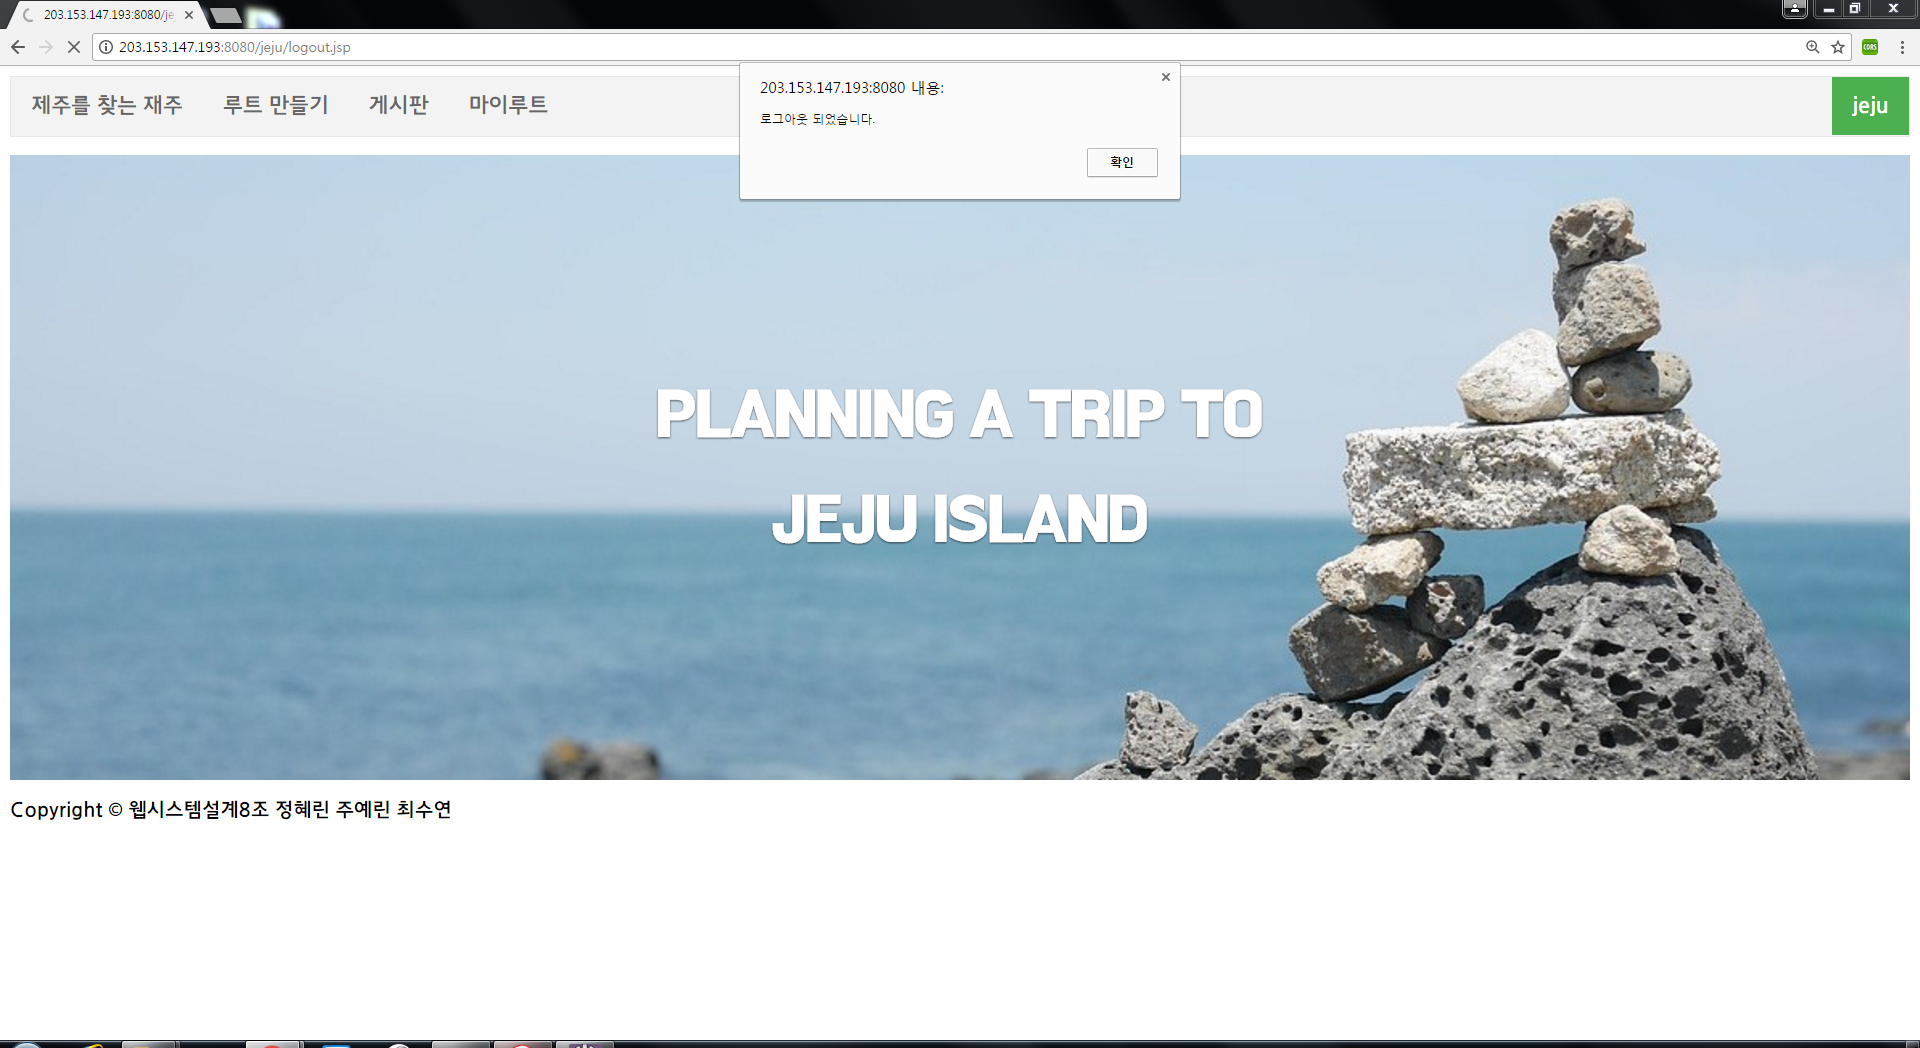 203.153.147.193:8080/je
203.153.147.193:8080/jeju/logout.jsp
CORS
203.153.147.193:8080 내용:
로그아웃 되었습니다.
확인
제주를 찾는 재주 루트 만들기 게시판 마이루트 jeju
PLANNING A TRIP TO
JEJU ISLAND
Copyright © 웹시스템설계8조 정혜린 주예린 최수연